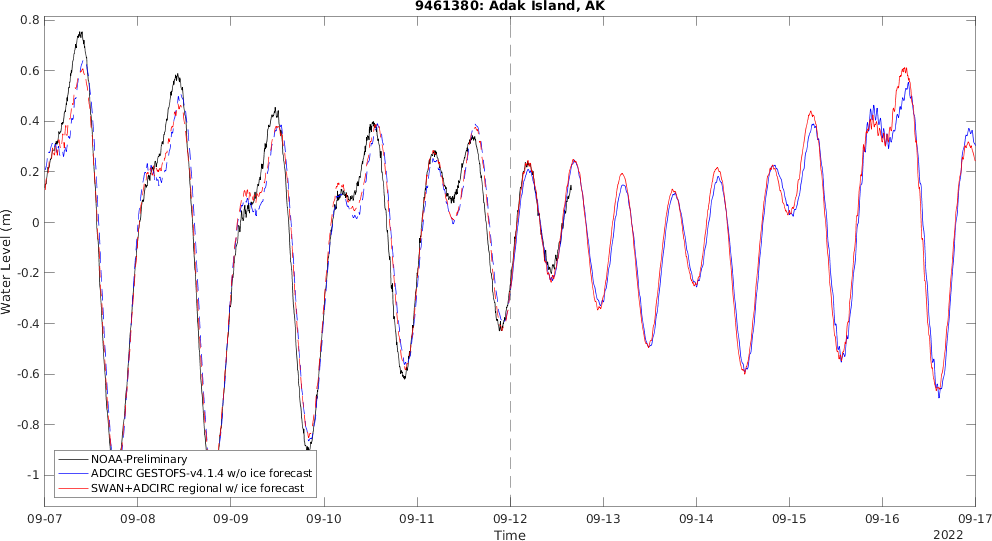 9461380: Adak Island, AK
0.8
0.6
0.4
0.2
0
-0.2
-0.4
-0.6
-0.8
-1
Water Level (m)
NOAA-Preliminary
ADCIRC GESTOFS-v4.1.4 w/o ice forecast
SWAN+ADCIRC regional w/ ice forecast
09-07 09-08 09-09 09-10 09-11 09-12 09-13 09-14 09-15 09-16 09-17
Time
2022